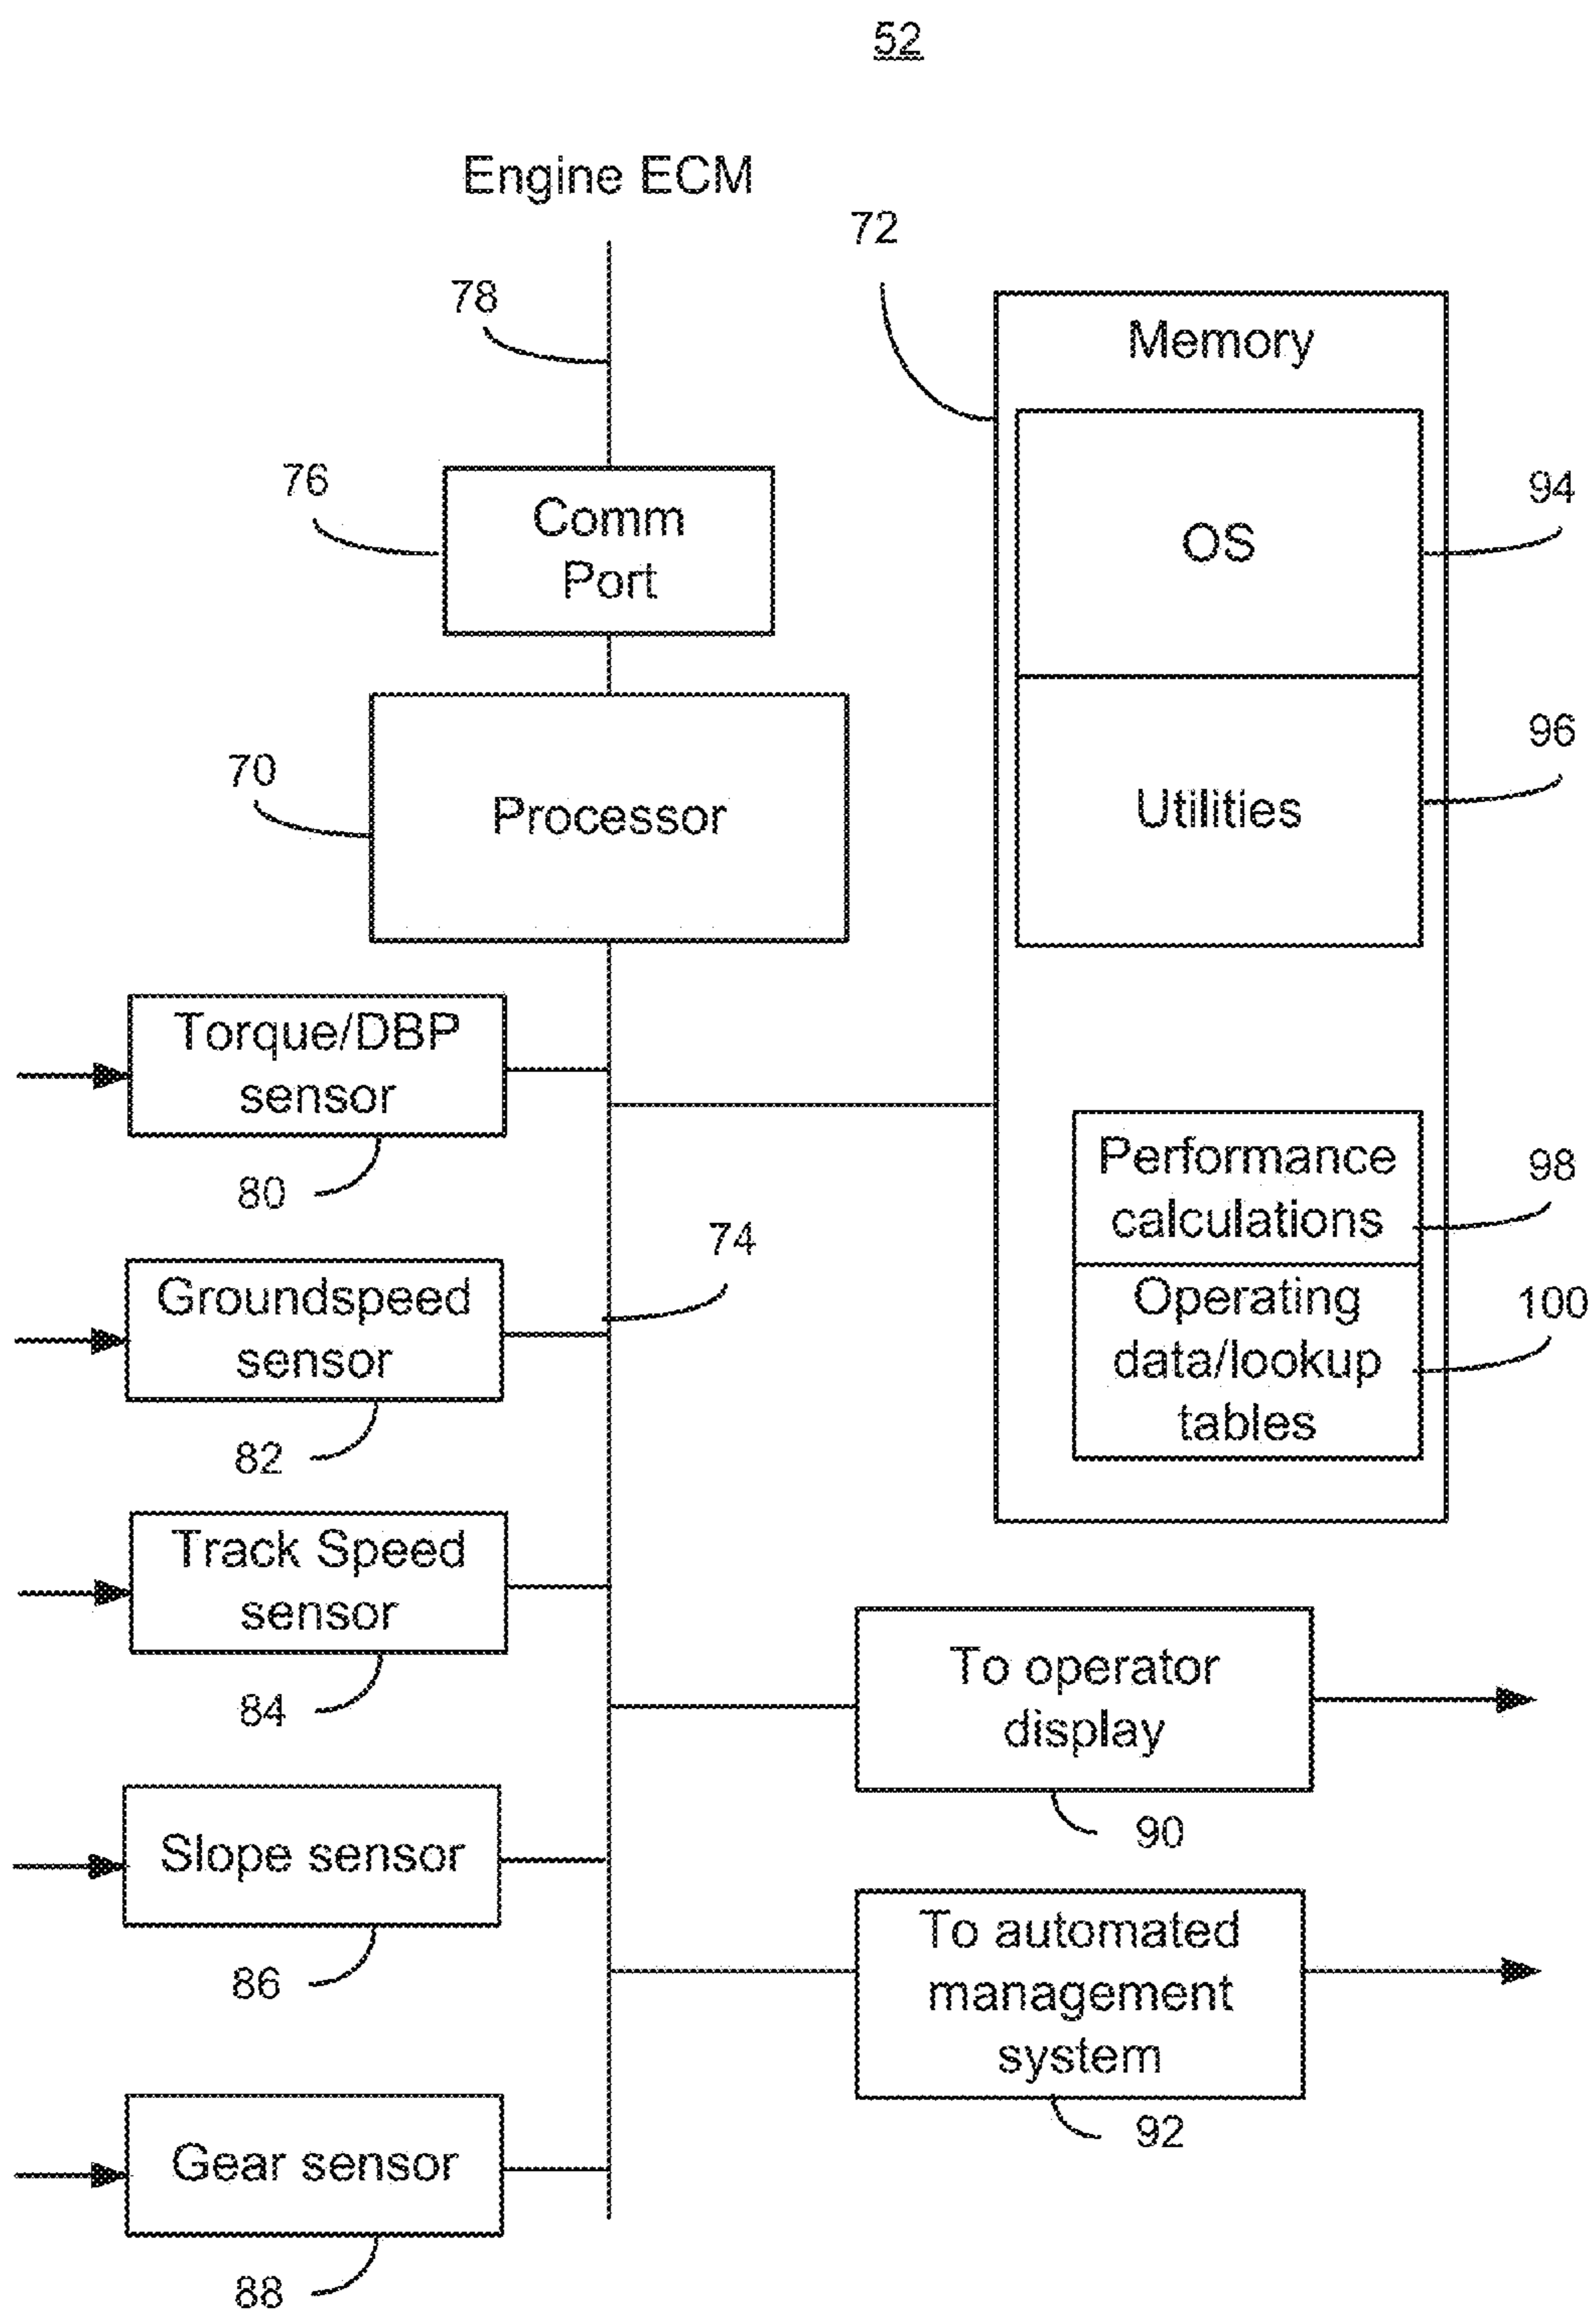 52
Engine ECM
72
78
Memory
76
Comm
Port
OS
94
70
Processor
Utilities
96
Torque/DBP
sensor
80
Performance
calculations
98
74
Groundspeed
sensor
82
Operating
data/lookup
tables
100
Track Speed
sensor
84
To operator
display
90
Slope sensor
86
To automated
management
system
92
Gear sensor
88